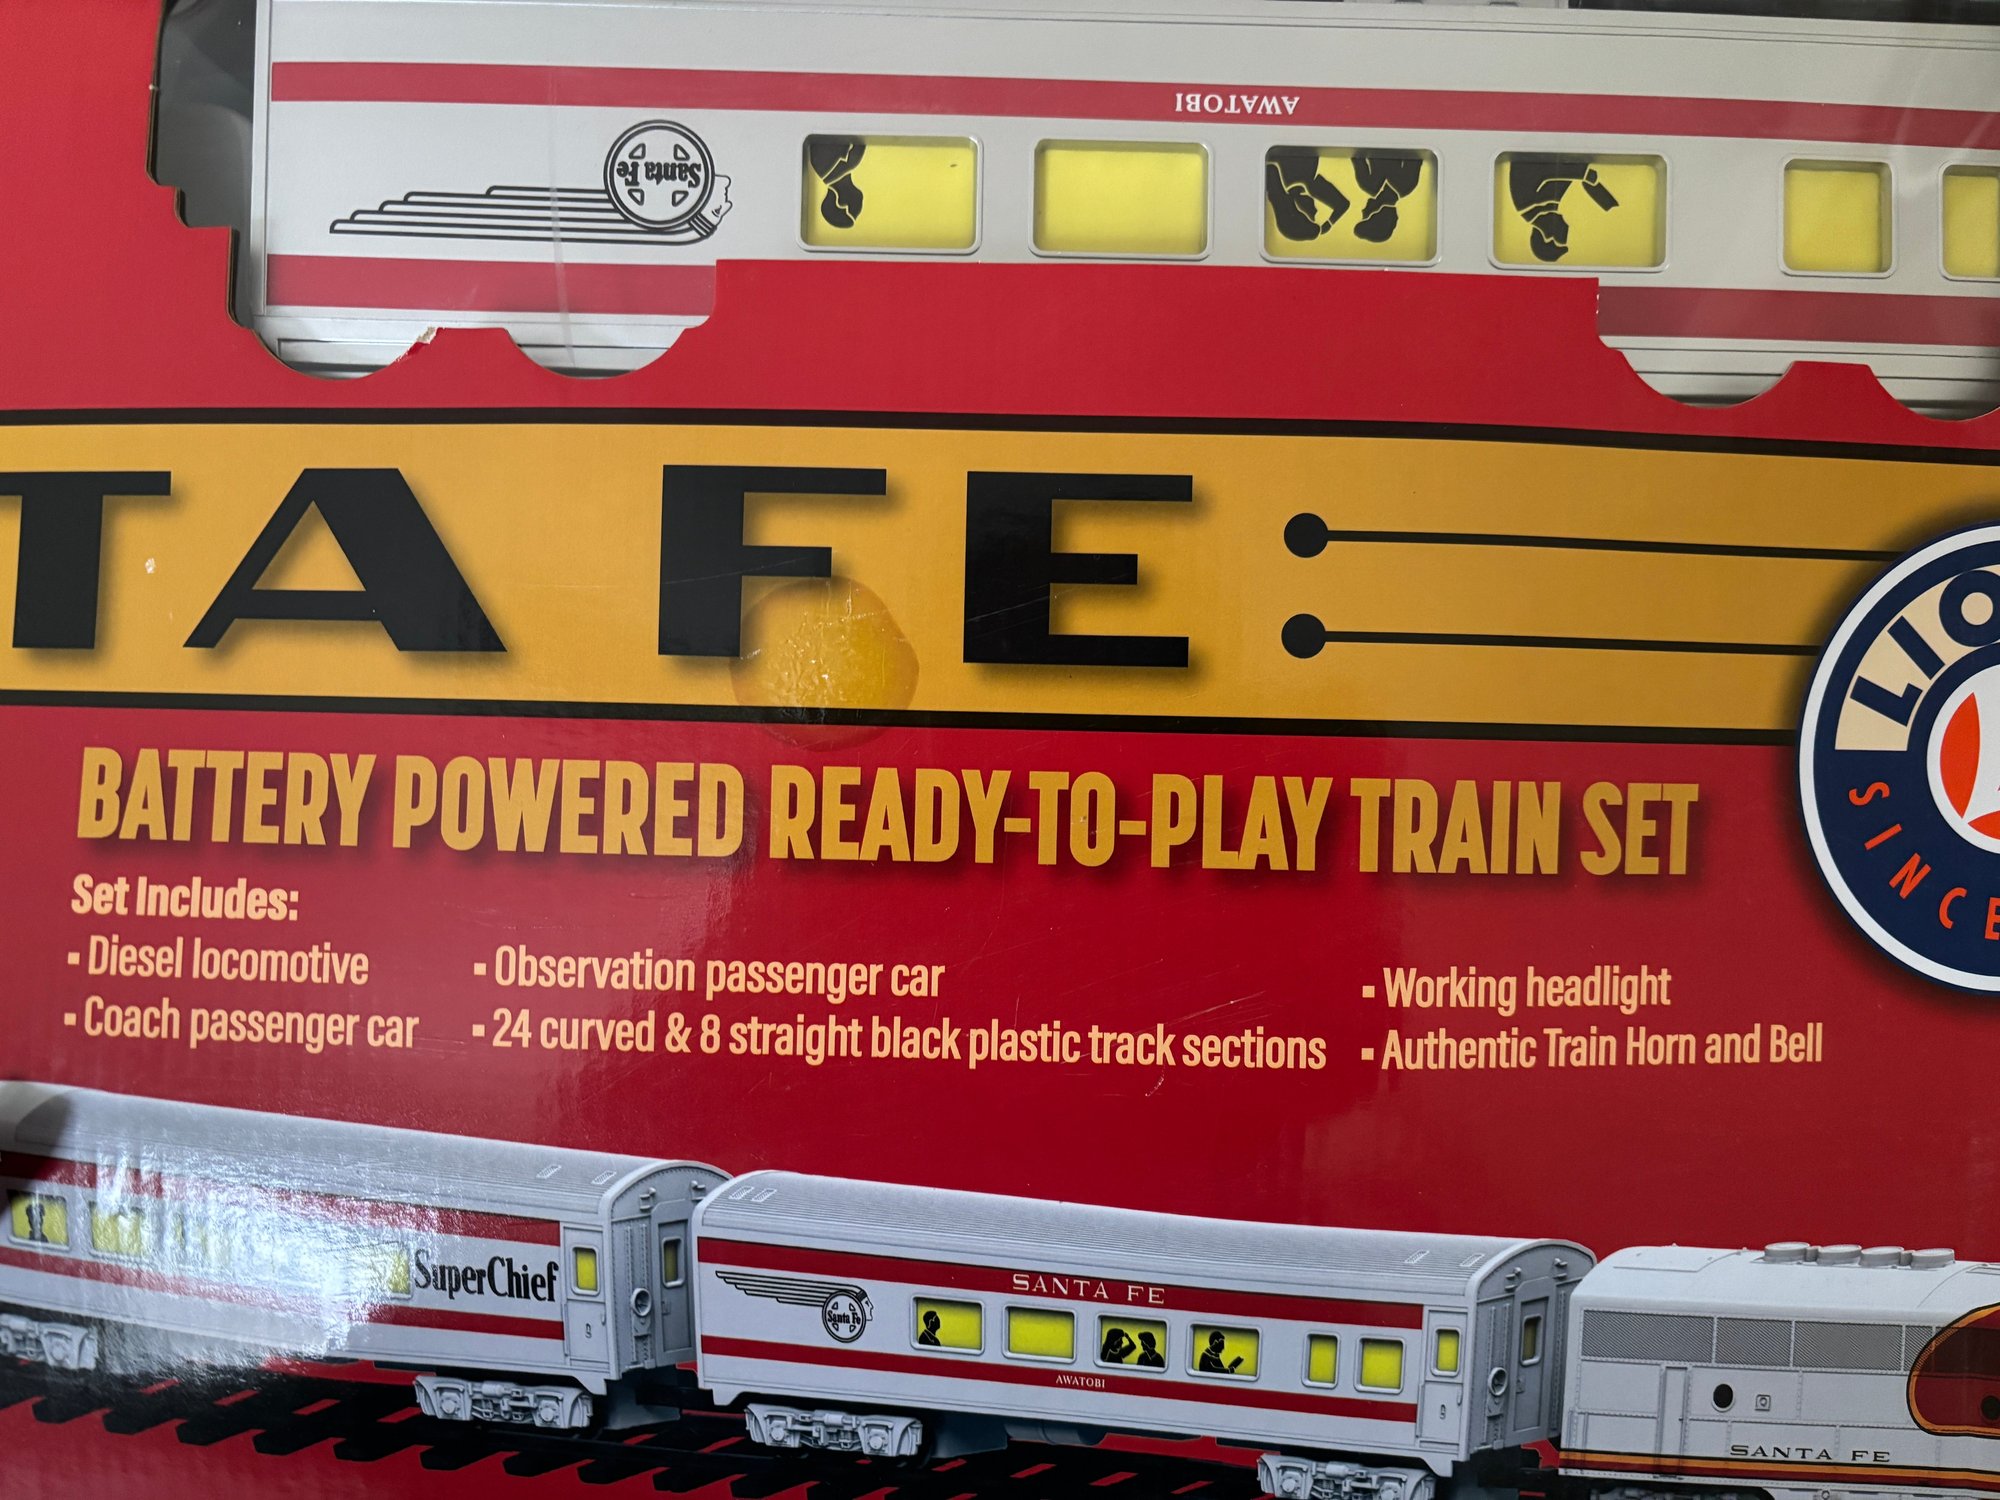 AWATOBI
Santa Fe
TA FE
LIO
SINCE
BATTERY POWERED READY-TO-PLAY TRAIN SET
Set Includes:
▪ Diesel locomotive
▪ Coach passenger car
▪ Observation passenger car
▪ 24 curved & 8 straight black plastic track sections
▪ Working headlight
▪ Authentic Train Horn and Bell
SuperChief
SANTA FE
Santa Fe
AWATOBI
SANTA FE